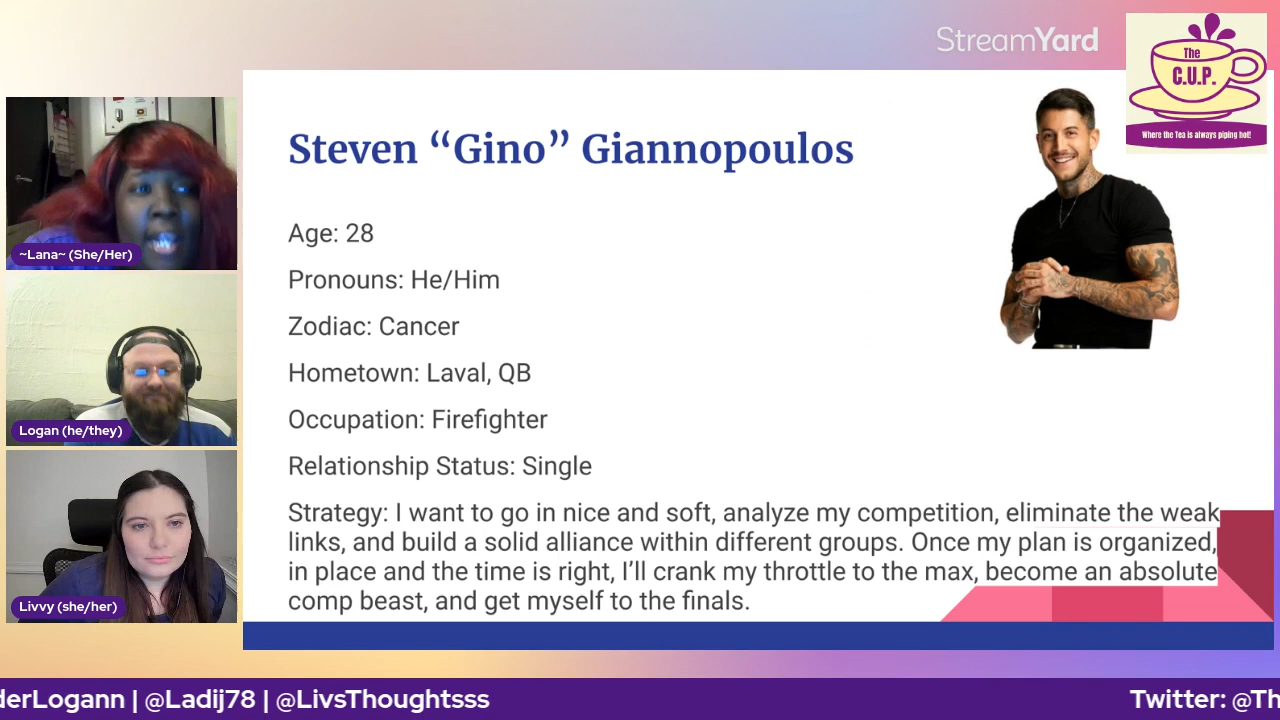 StreamYard
The
C.U.P.
Where the Tea is always piping hot!
~Lana~ (She/Her)
Logan (he/they)
Livvy (she/her)
Steven “Gino” Giannopoulos
Age: 28
Pronouns: He/Him
Zodiac: Cancer
Hometown: Laval, QB
Occupation: Firefighter
Relationship Status: Single
Strategy: I want to go in nice and soft, analyze my competition, eliminate the weak
links, and build a solid alliance within different groups. Once my plan is organized,
in place and the time is right, I’ll crank my throttle to the max, become an absolute
comp beast, and get myself to the finals.
derLogann | @Ladij78 | @LivsThoughtsss
Twitter: @Th